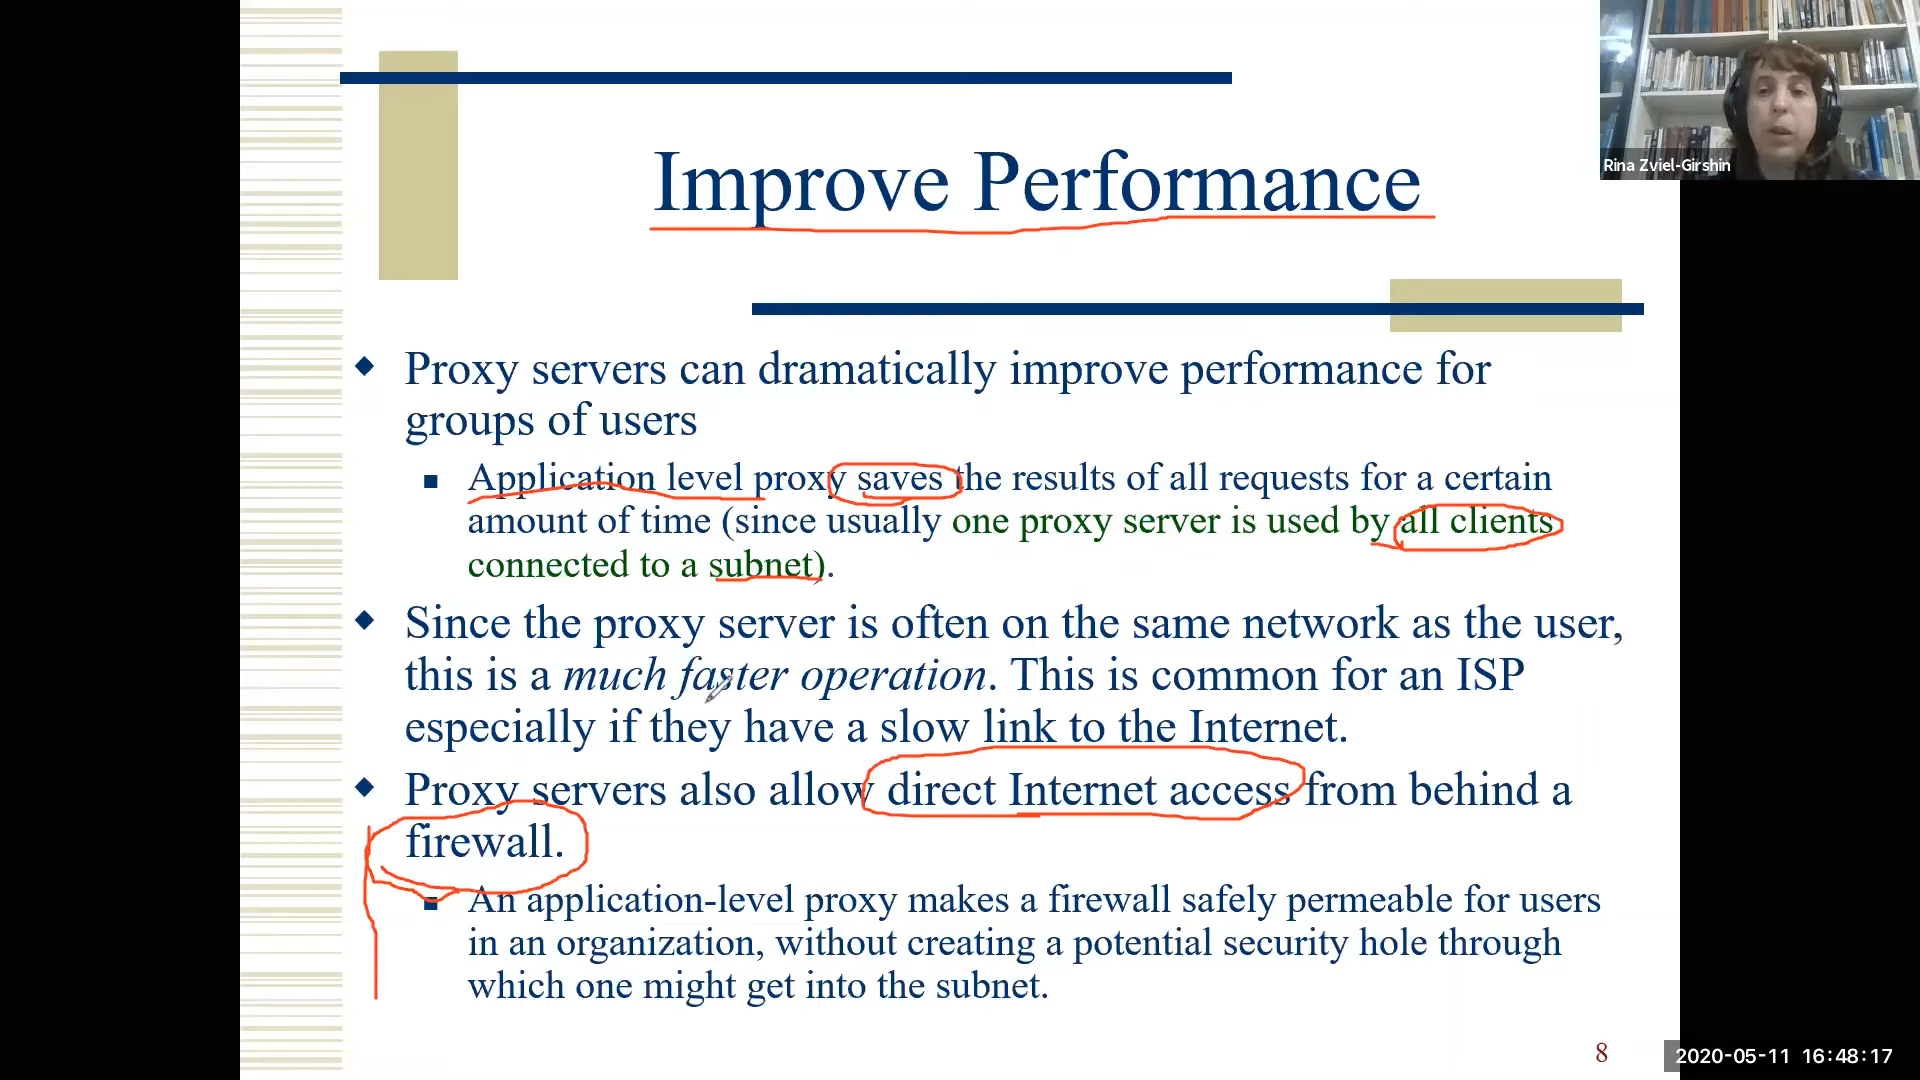 Improve Performance
Rina Zviel-Girshin
Proxy servers can dramatically improve performance for
groups of users
Application level proxy saves the results of all requests for a certain
amount of time (since usually one proxy server is used by all clients
connected to a subnet).
Since the proxy server is often on the same network as the user,
this is a much faster operation. This is common for an ISP
especially if they have a slow link to the Internet.
Proxy servers also allow direct Internet access from behind a
firewall.
An application-level proxy makes a firewall safely permeable for users
in an organization, without creating a potential security hole through
which one might get into the subnet.
8
2020-05-11 16:48:17